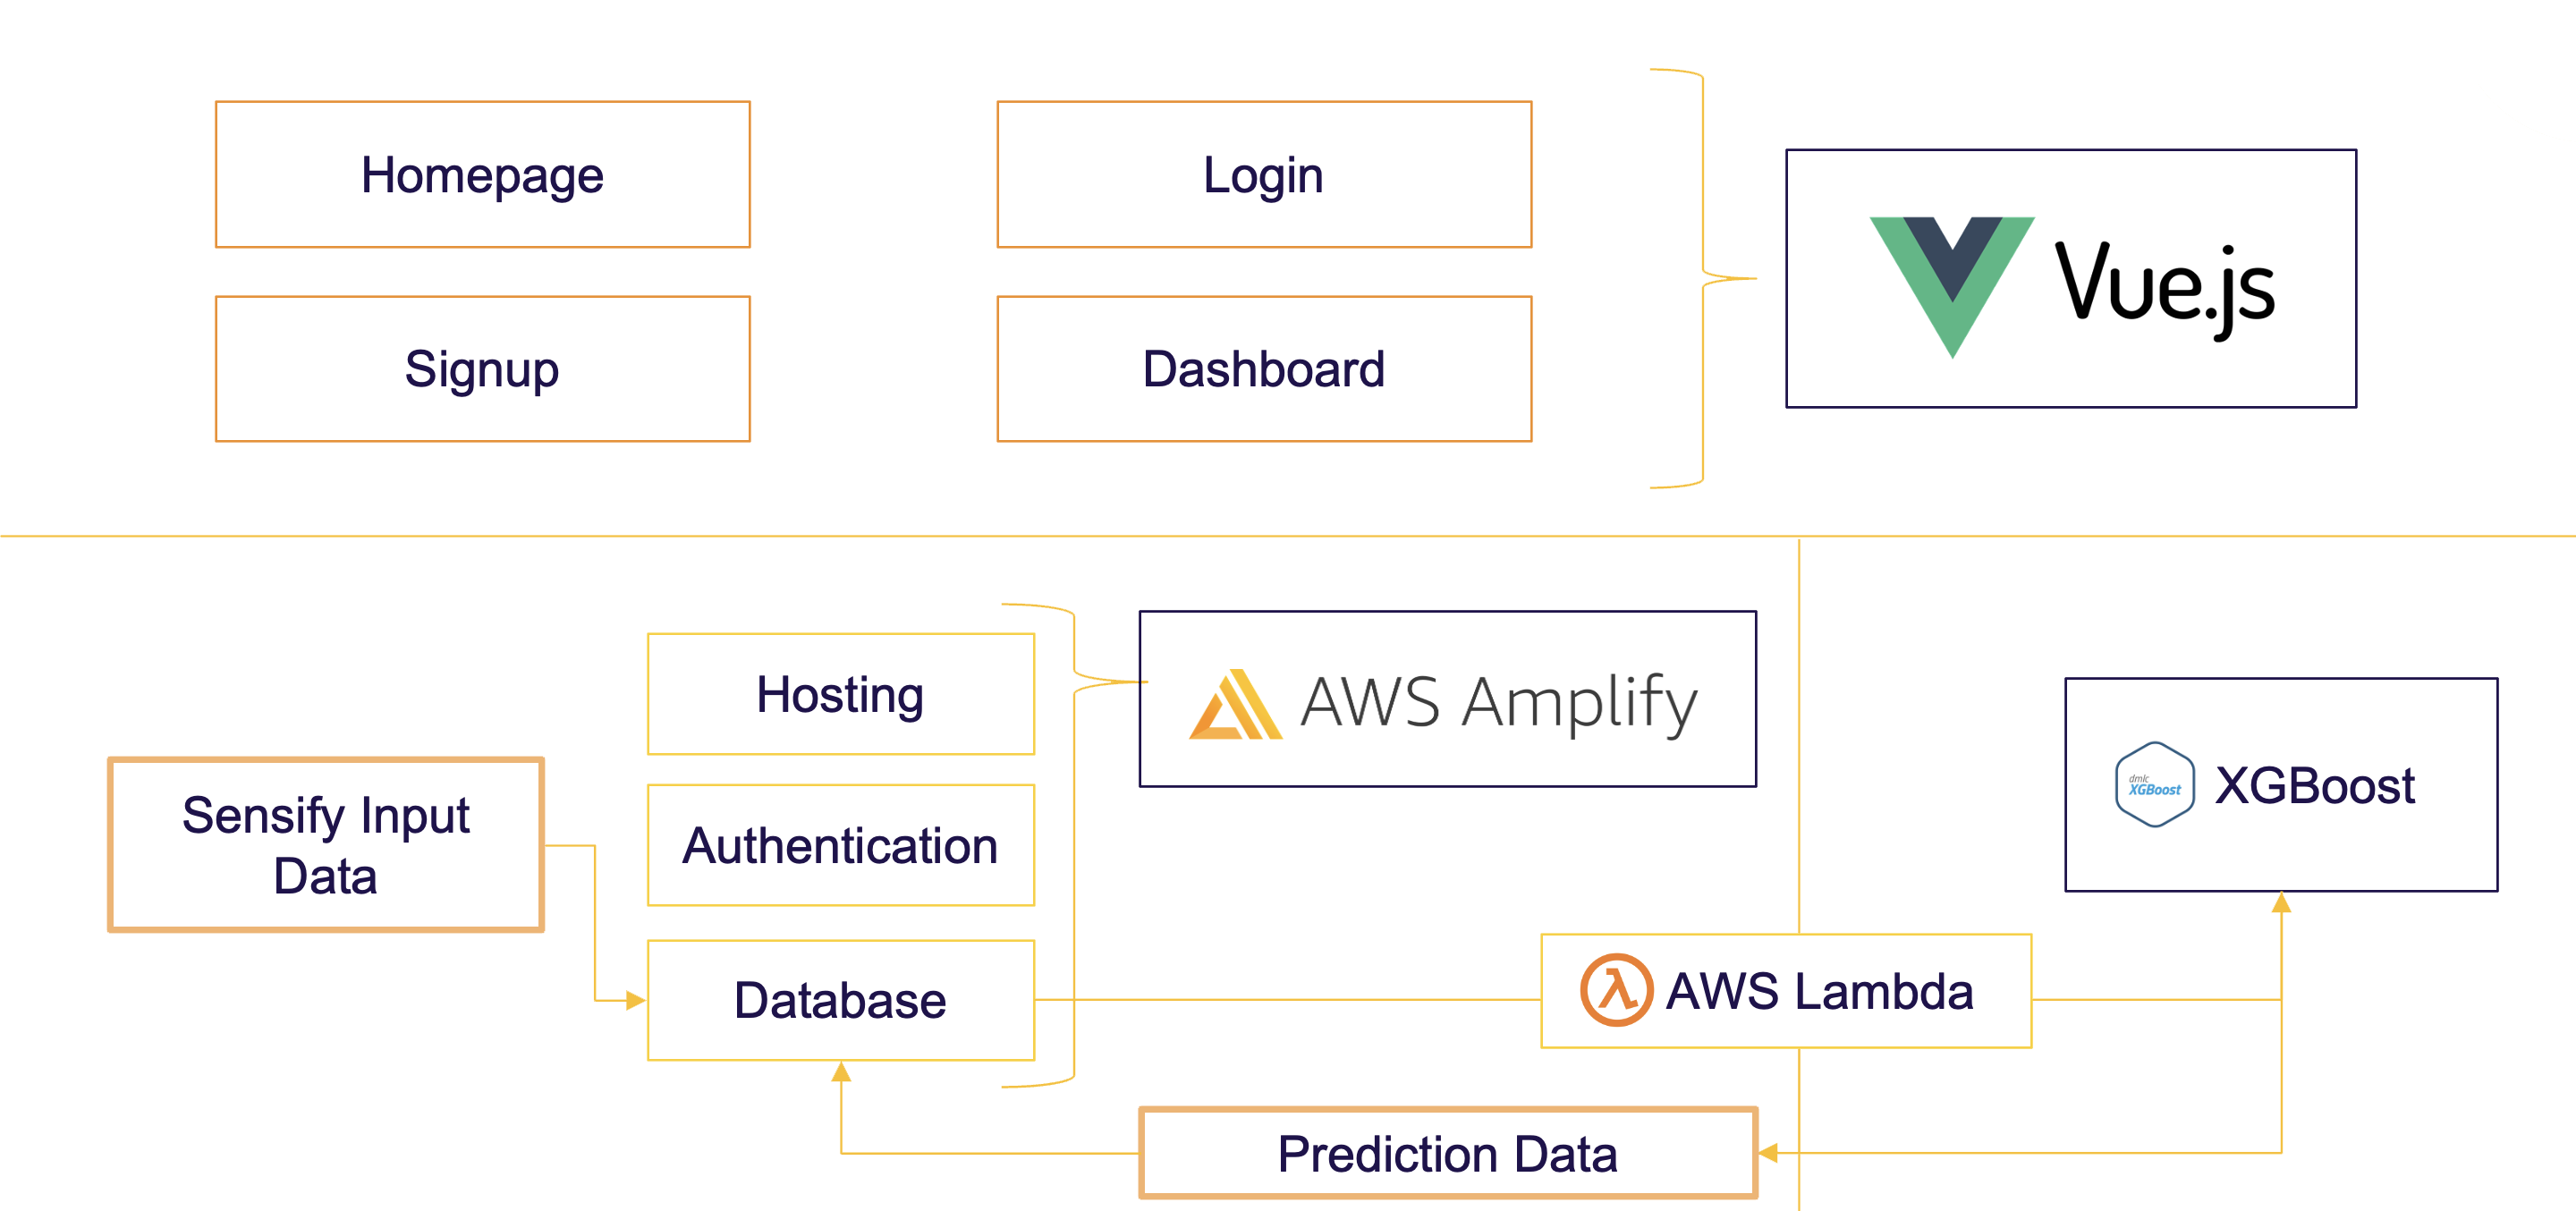 Homepage
Login
Vue.js
Signup
Dashboard
Hosting
AWS Amplify
Sensify Input
Data
Authentication
dmlc
XGBoost
XGBoost
Database
AWS Lambda
Prediction Data